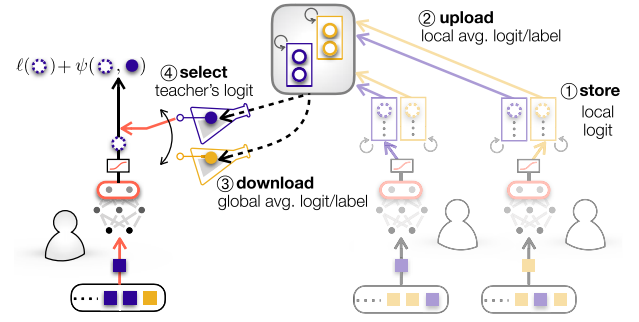 ② upload
local avg. logit/label
ℓ( ) + ψ( , )
④ select
teacher's logit
① store
local
logit
③ download
global avg. logit/label